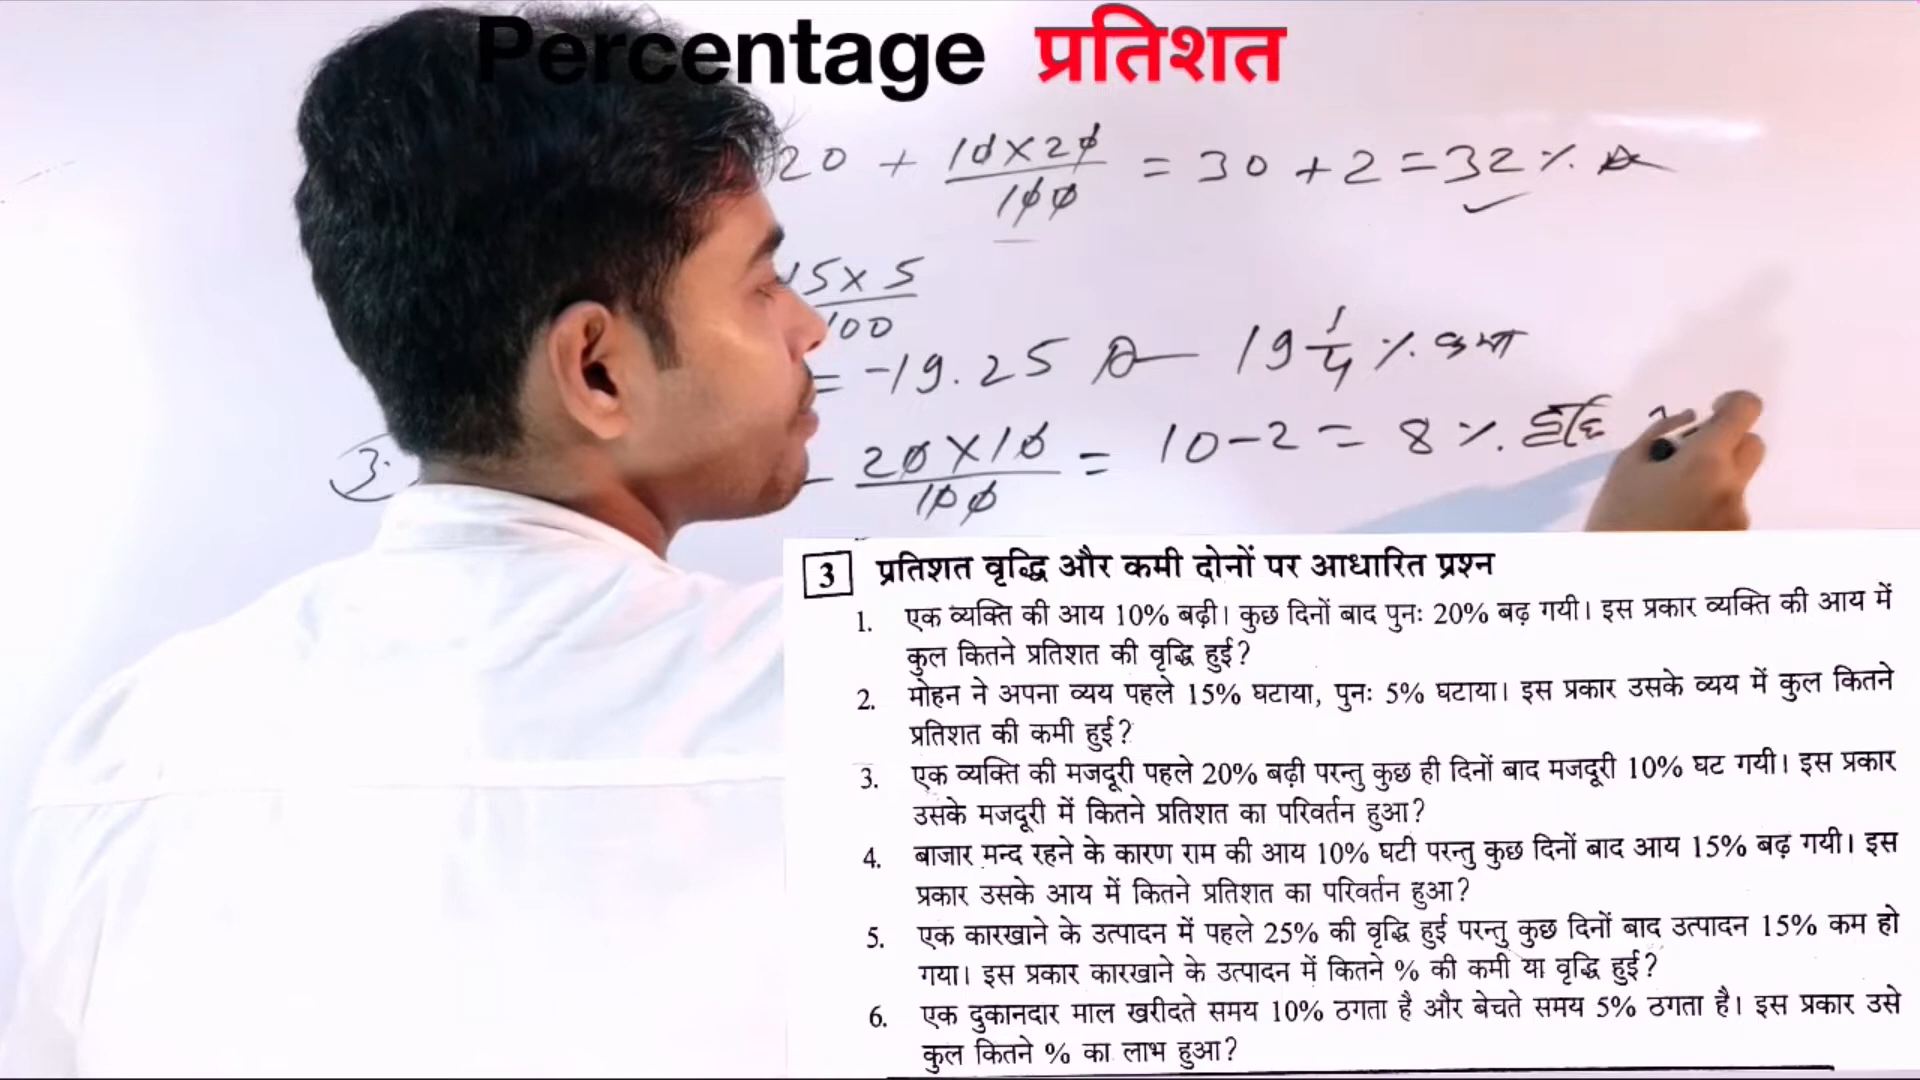 Percentage प्रतिशत
20 + 10×20/100 = 30 + 2 = 32 %.
15 × 5/100
= -19.25 19 1/4 %. कमी
3. - 20×10/100 = 10 - 2 = 8 %.
3 प्रतिशत वृद्धि और कमी दोनों पर आधारित प्रश्न
1. एक व्यक्ति की आय 10% बढ़ी। कुछ दिनों बाद पुनः 20% बढ़ गयी। इस प्रकार व्यक्ति की आय में
कुल कितने प्रतिशत की वृद्धि हुई?
2. मोहन ने अपना व्यय पहले 15% घटाया, पुनः 5% घटाया। इस प्रकार उसके व्यय में कुल कितने
प्रतिशत की कमी हुई?
3. एक व्यक्ति की मजदूरी पहले 20% बढ़ी परन्तु कुछ ही दिनों बाद मजदूरी 10% घट गयी। इस प्रकार
उसके मजदूरी में कितने प्रतिशत का परिवर्तन हुआ?
4. बाजार मन्द रहने के कारण राम की आय 10% घटी परन्तु कुछ दिनों बाद आय 15% बढ़ गयी। इस
प्रकार उसके आय में कितने प्रतिशत का परिवर्तन हुआ?
5. एक कारखाने के उत्पादन में पहले 25% की वृद्धि हुई परन्तु कुछ दिनों बाद उत्पादन 15% कम हो
गया। इस प्रकार कारखाने के उत्पादन में कितने % की कमी या वृद्धि हुई?
6. एक दुकानदार माल खरीदते समय 10% ठगता है और बेचते समय 5% ठगता है। इस प्रकार उसे
कुल कितने % का लाभ हुआ?